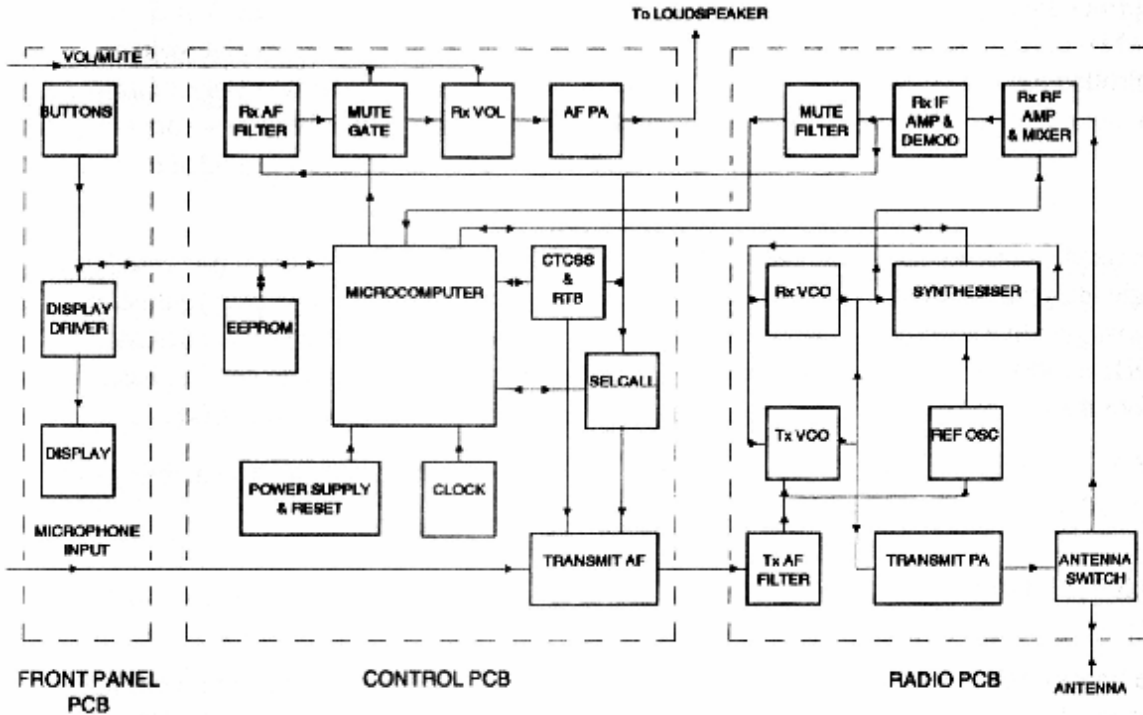 To LOUDSPEAKER
VOL/MUTE
BUTTONS
Rx AF
FILTER
MUTE
GATE
Rx VOL
AF PA
MUTE
FILTER
Rx IF
AMP &
DEMOD
Rx RF
AMP
& MIXER
DISPLAY
DRIVER
EEPROM
MICROCOMPUTER
CTCSS
&
RTB
Rx VCO
SYNTHESISER
SELCALL
DISPLAY
POWER SUPPLY
& RESET
CLOCK
Tx VCO
REF OSC
MICROPHONE
INPUT
TRANSMIT AF
Tx AF
FILTER
TRANSMIT PA
ANTENNA
SWITCH
FRONT PANEL
PCB
CONTROL PCB
RADIO PCB
ANTENNA